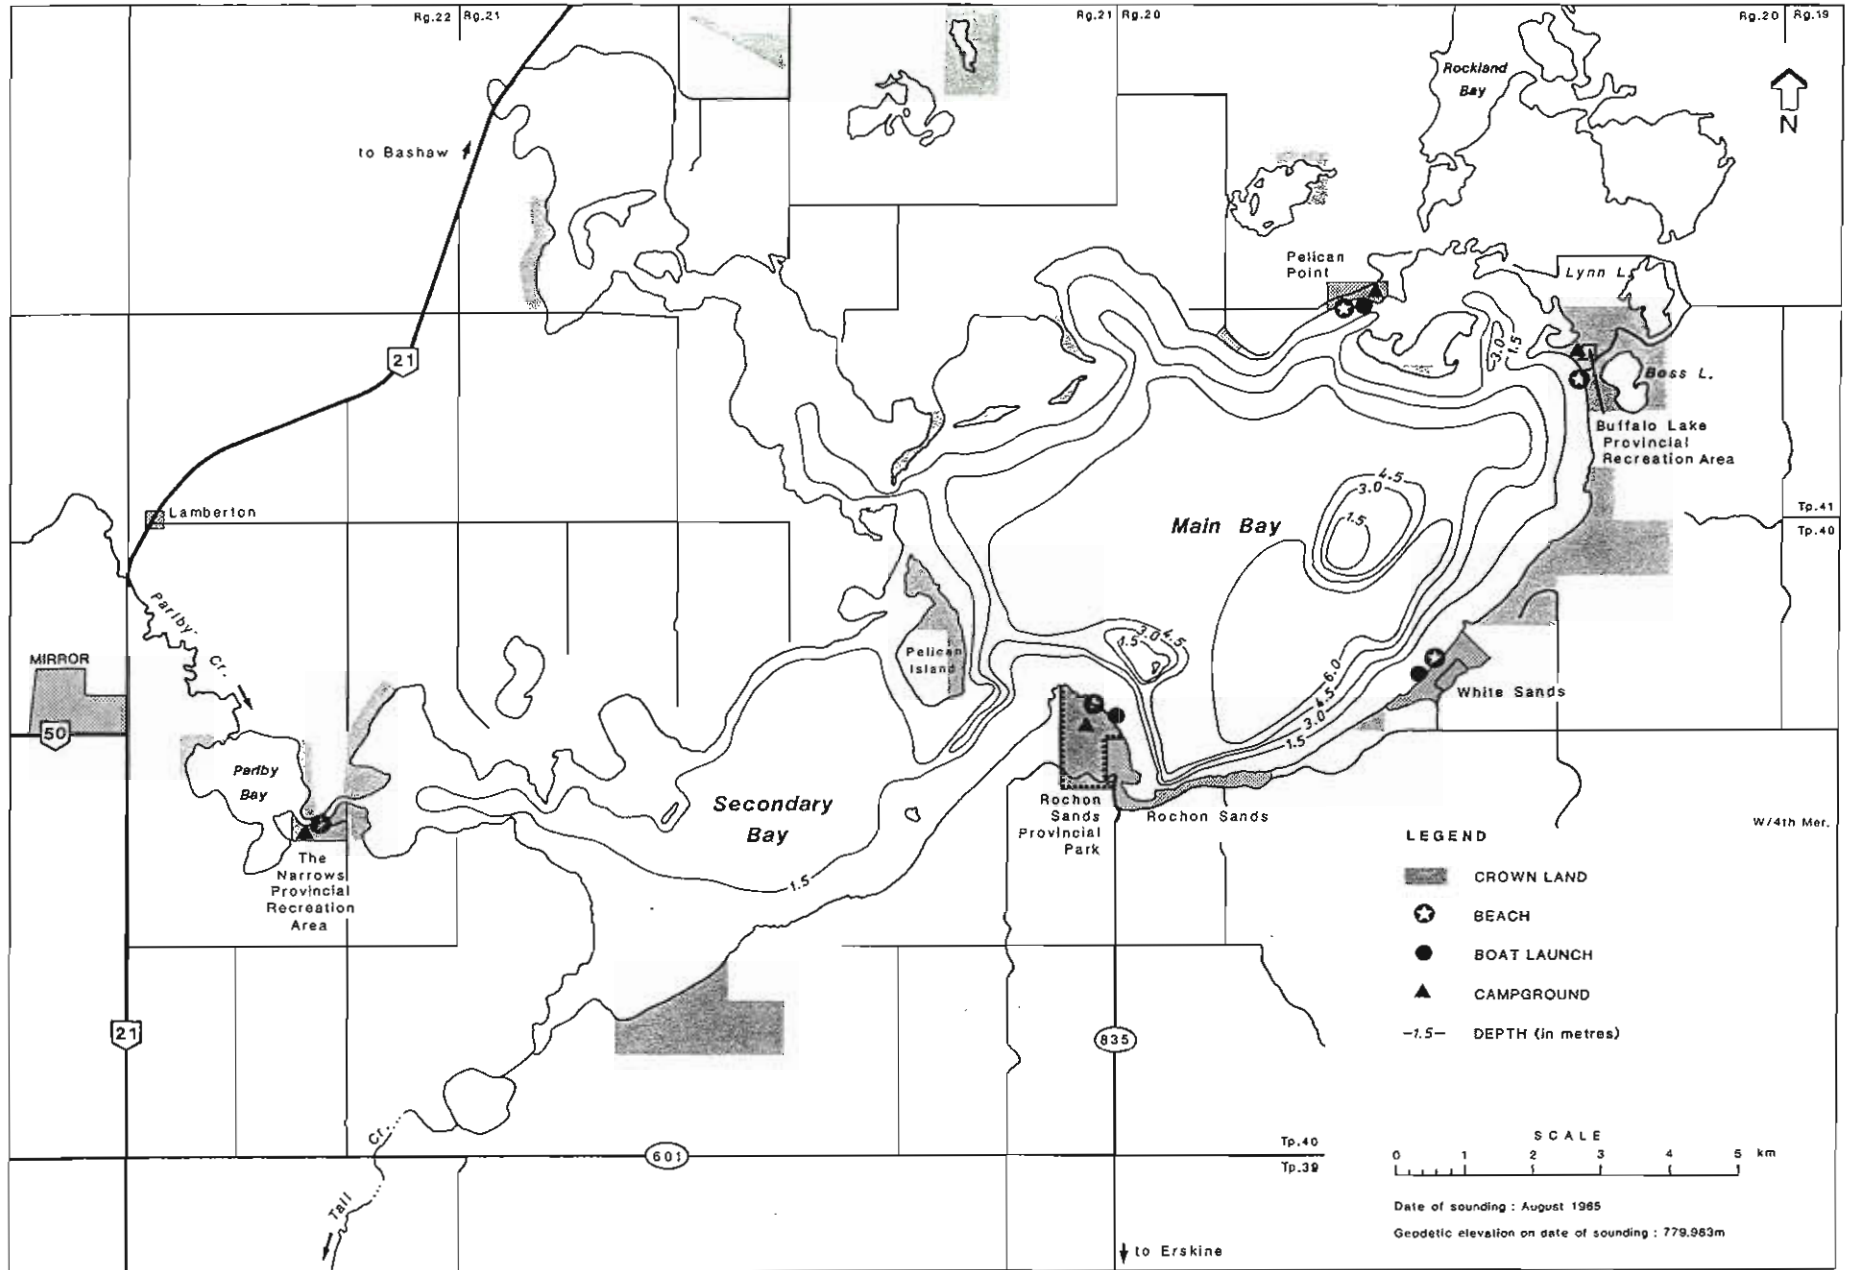 Rg.22 Rg.21
Rg.21 Rg.20
Rg.20 Rg.19
Rockland
Bay
N
to Bashaw
Pelican
Point
Lynn L.
3.0
1.5
21
Boss L.
Buffalo Lake
Provincial
Recreation Area
4.5
3.0
1.5
Lamberton
Main Bay
Tp.41
Tp.40
Parlby
Cr.
MIRROR
Pelican
Island
1.5
3.0
4.5
6.0
4.5
3.0
1.5
White Sands
50
Parlby
Bay
Secondary
Bay
1.5
Rochon
Sands
Provincial
Park
Rochon Sands
W/4th Mer.
The
Narrows
Provincial
Recreation
Area
LEGEND
CROWN LAND
BEACH
BOAT LAUNCH
CAMPGROUND
-1.5- DEPTH (in metres)
21
835
Cr.
601
Tp.40
Tp.39
SCALE
0 1 2 3 4 5 km
Tail
Date of sounding : August 1965
Geodetic elevation on date of sounding : 779.983m
to Erskine